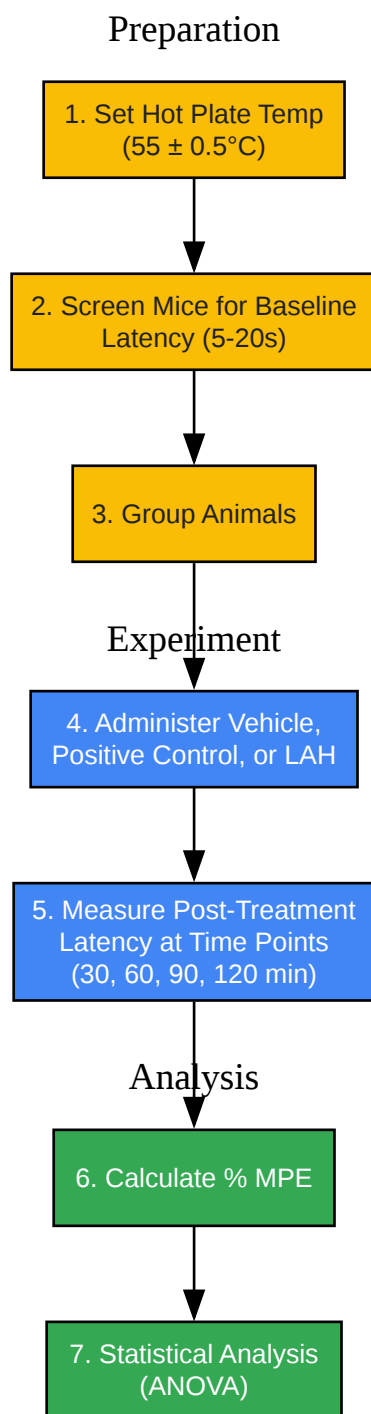 Preparation
1. Set Hot Plate Temp
(55 ± 0.5°C)
2. Screen Mice for Baseline
Latency (5-20s)
3. Group Animals
Experiment
4. Administer Vehicle,
Positive Control, or LAH
5. Measure Post-Treatment
Latency at Time Points
(30, 60, 90, 120 min)
Analysis
6. Calculate % MPE
7. Statistical Analysis
(ANOVA)